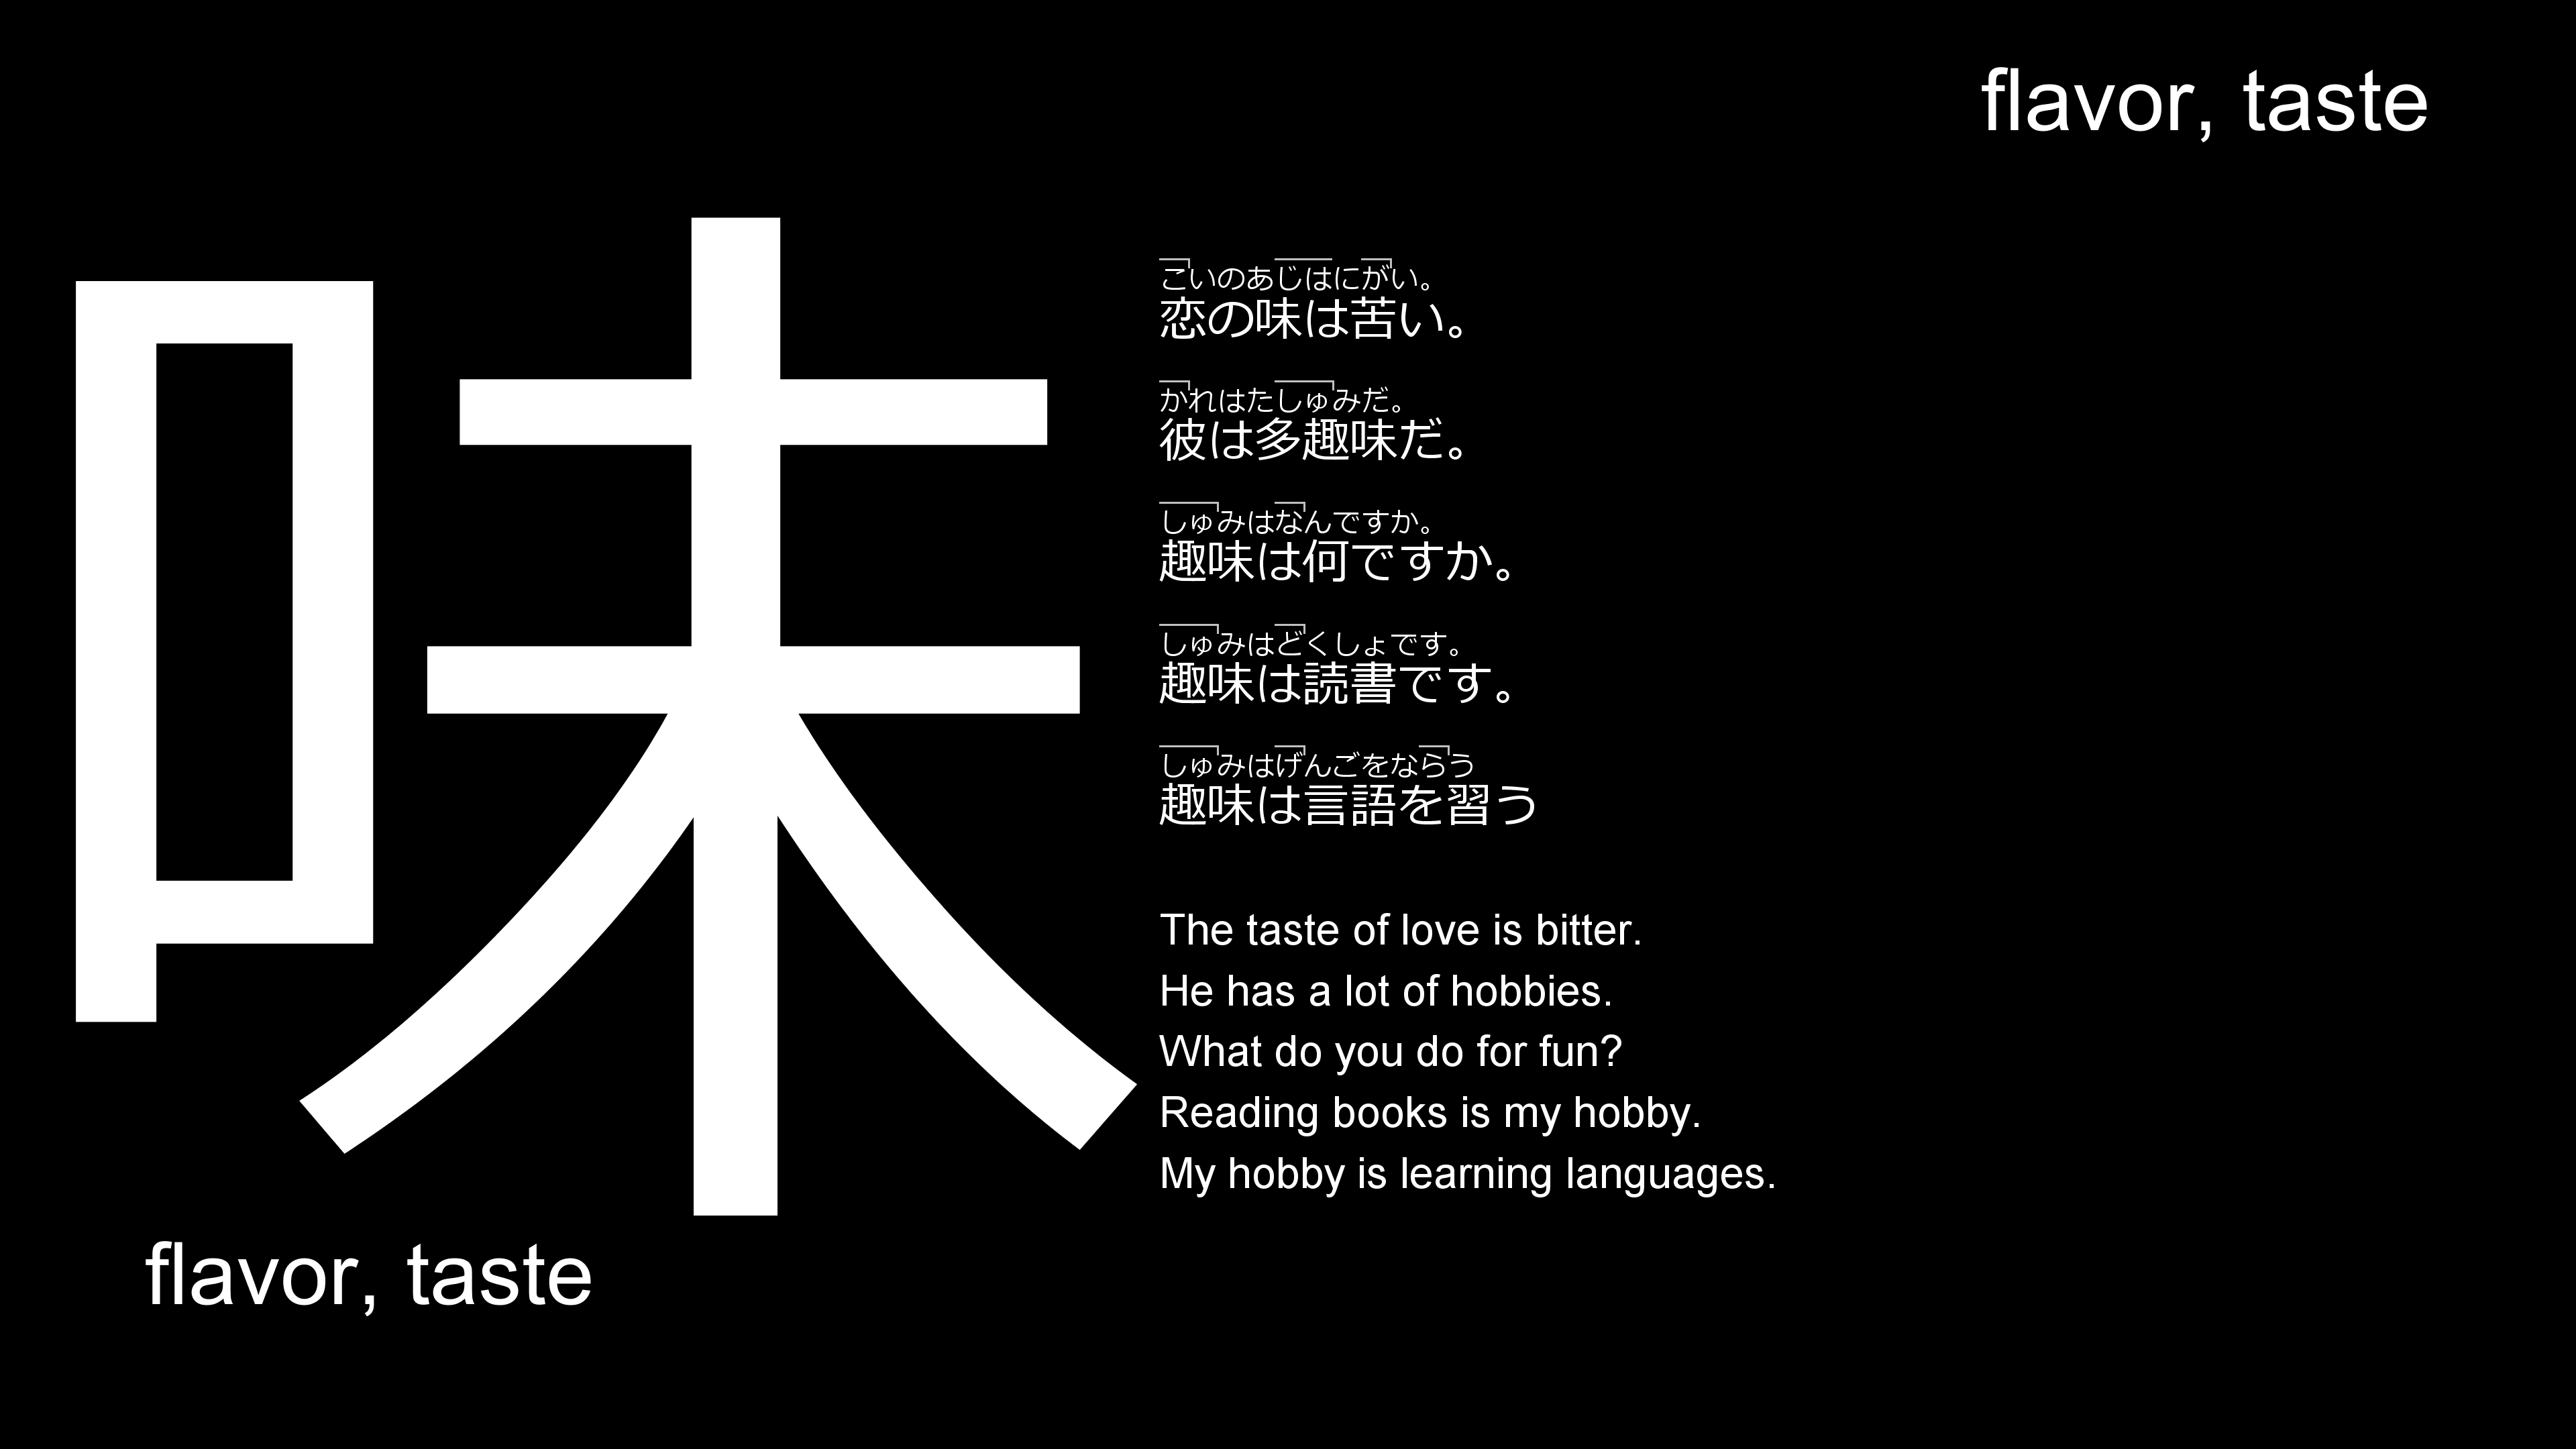 flavor, taste
味
こいのあじはにがい。
恋の味は苦い。
かれはたしゅみだ。
彼は多趣味だ。
しゅみはなんですか。
趣味は何ですか。
しゅみはどくしょです。
趣味は読書です。
しゅみはげんごをならう
趣味は言語を習う
The taste of love is bitter.
He has a lot of hobbies.
What do you do for fun?
Reading books is my hobby.
My hobby is learning languages.
flavor, taste